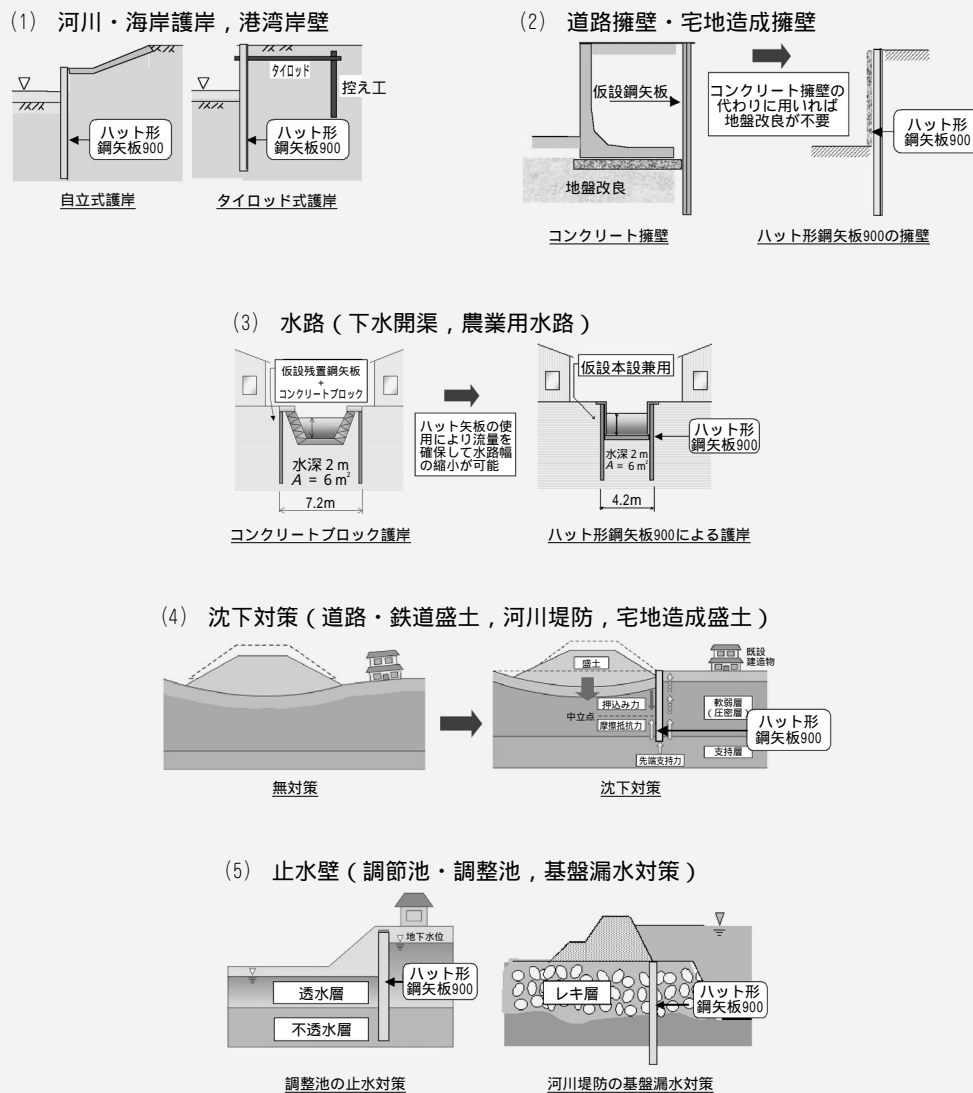 (1) 河川・海岸護岸，港湾岸壁
タイロッド
控え工
ハット形
鋼矢板900
ハット形
鋼矢板900
自立式護岸
タイロッド式護岸
(2) 道路擁壁・宅地造成擁壁
仮設鋼矢板
コンクリート擁壁の
代わりに用いれば
地盤改良が不要
ハット形
鋼矢板900
地盤改良
コンクリート擁壁
ハット形鋼矢板900の擁壁
(3) 水路（下水開渠，農業用水路）
仮設残置鋼矢板
+
コンクリートブロック
水深2m
A = 6m²
7.2m
ハット矢板の使
用により流量を
確保して水路幅
の縮小が可能
仮設本設兼用
ハット形
鋼矢板900
水深2m
A = 6m²
4.2m
コンクリートブロック護岸
ハット形鋼矢板900による護岸
(4) 沈下対策（道路・鉄道盛土，河川堤防，宅地造成盛土）
盛土
既設
建造物
押込み力
中立点
摩擦抵抗力
軟弱層
（圧密層）
ハット形
鋼矢板900
先端支持力
支持層
無対策
沈下対策
(5) 止水壁（調節池・調整池，基盤漏水対策）
地下水位
ハット形
鋼矢板900
透水層
不透水層
レキ層
ハット形
鋼矢板900
調整池の止水対策
河川堤防の基盤漏水対策